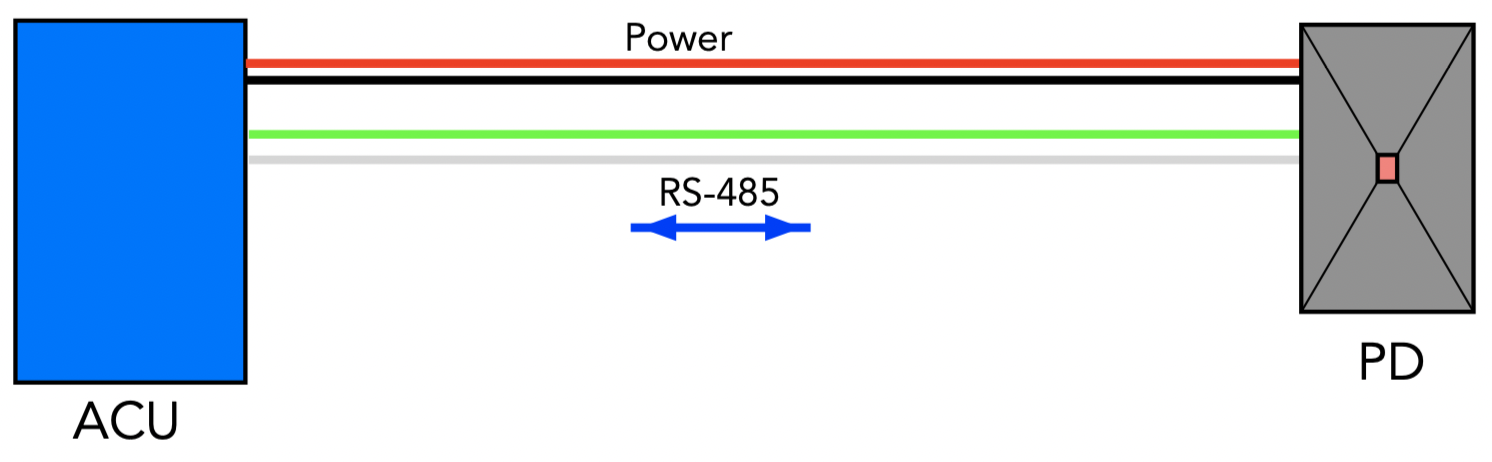 Power
RS-485
ACU
PD